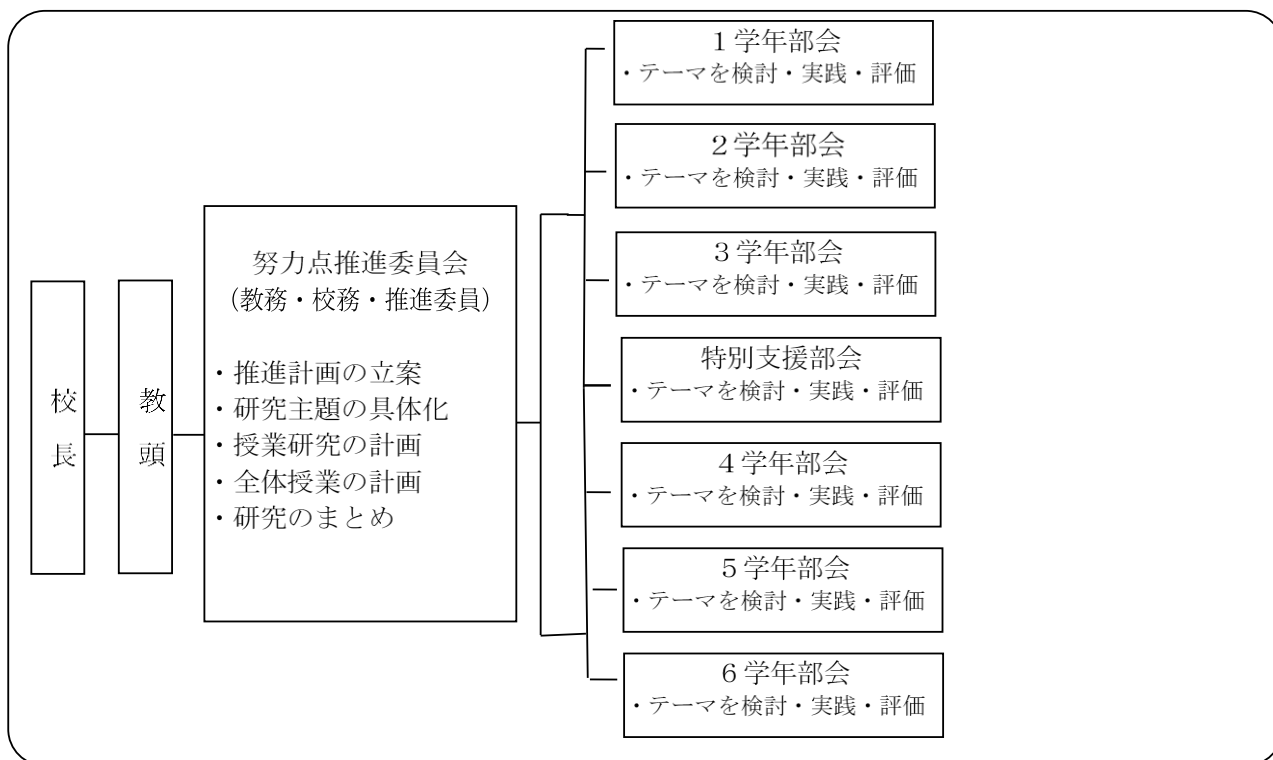 校長
教頭
努力点推進委員会
(教務・校務・推進委員)
・推進計画の立案
・研究主題の具体化
・授業研究の計画
・全体授業の計画
・研究のまとめ
１学年部会
・テーマを検討・実践・評価
２学年部会
・テーマを検討・実践・評価
３学年部会
・テーマを検討・実践・評価
特別支援部会
・テーマを検討・実践・評価
４学年部会
・テーマを検討・実践・評価
５学年部会
・テーマを検討・実践・評価
６学年部会
・テーマを検討・実践・評価